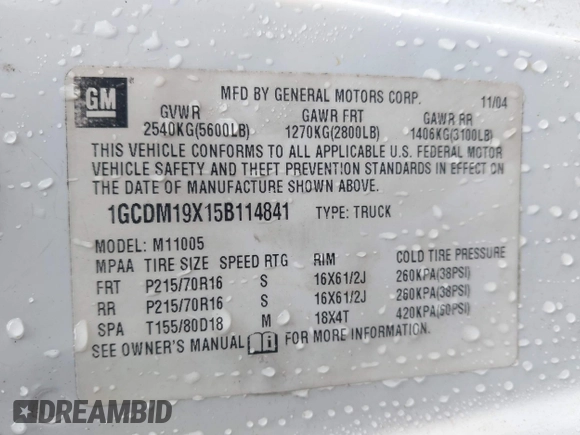 GM
MFD BY GENERAL MOTORS CORP. 11/04
GVWR GAWR FRT GAWR RR
2540KG(5600LB) 1270KG(2800LB) 1406KG(3100LB)
THIS VEHICLE CONFORMS TO ALL APPLICABLE U.S. FEDERAL MOTOR
VEHICLE SAFETY AND THEFT PREVENTION STANDARDS IN EFFECT ON
THE DATE OF MANUFACTURE SHOWN ABOVE.
1GCDM19X15B114841 TYPE: TRUCK
MODEL: M11005
MPAA TIRE SIZE SPEED RTG RIM COLD TIRE PRESSURE
FRT P215/70R16 S 16X61/2J 260KPA(38PSI)
RR P215/70R16 S 16X61/2J 260KPA(38PSI)
SPA T155/80D18 M 18X4T 420KPA(60PSI)
SEE OWNER'S MANUAL FOR MORE INFORMATION.
DREAMBID